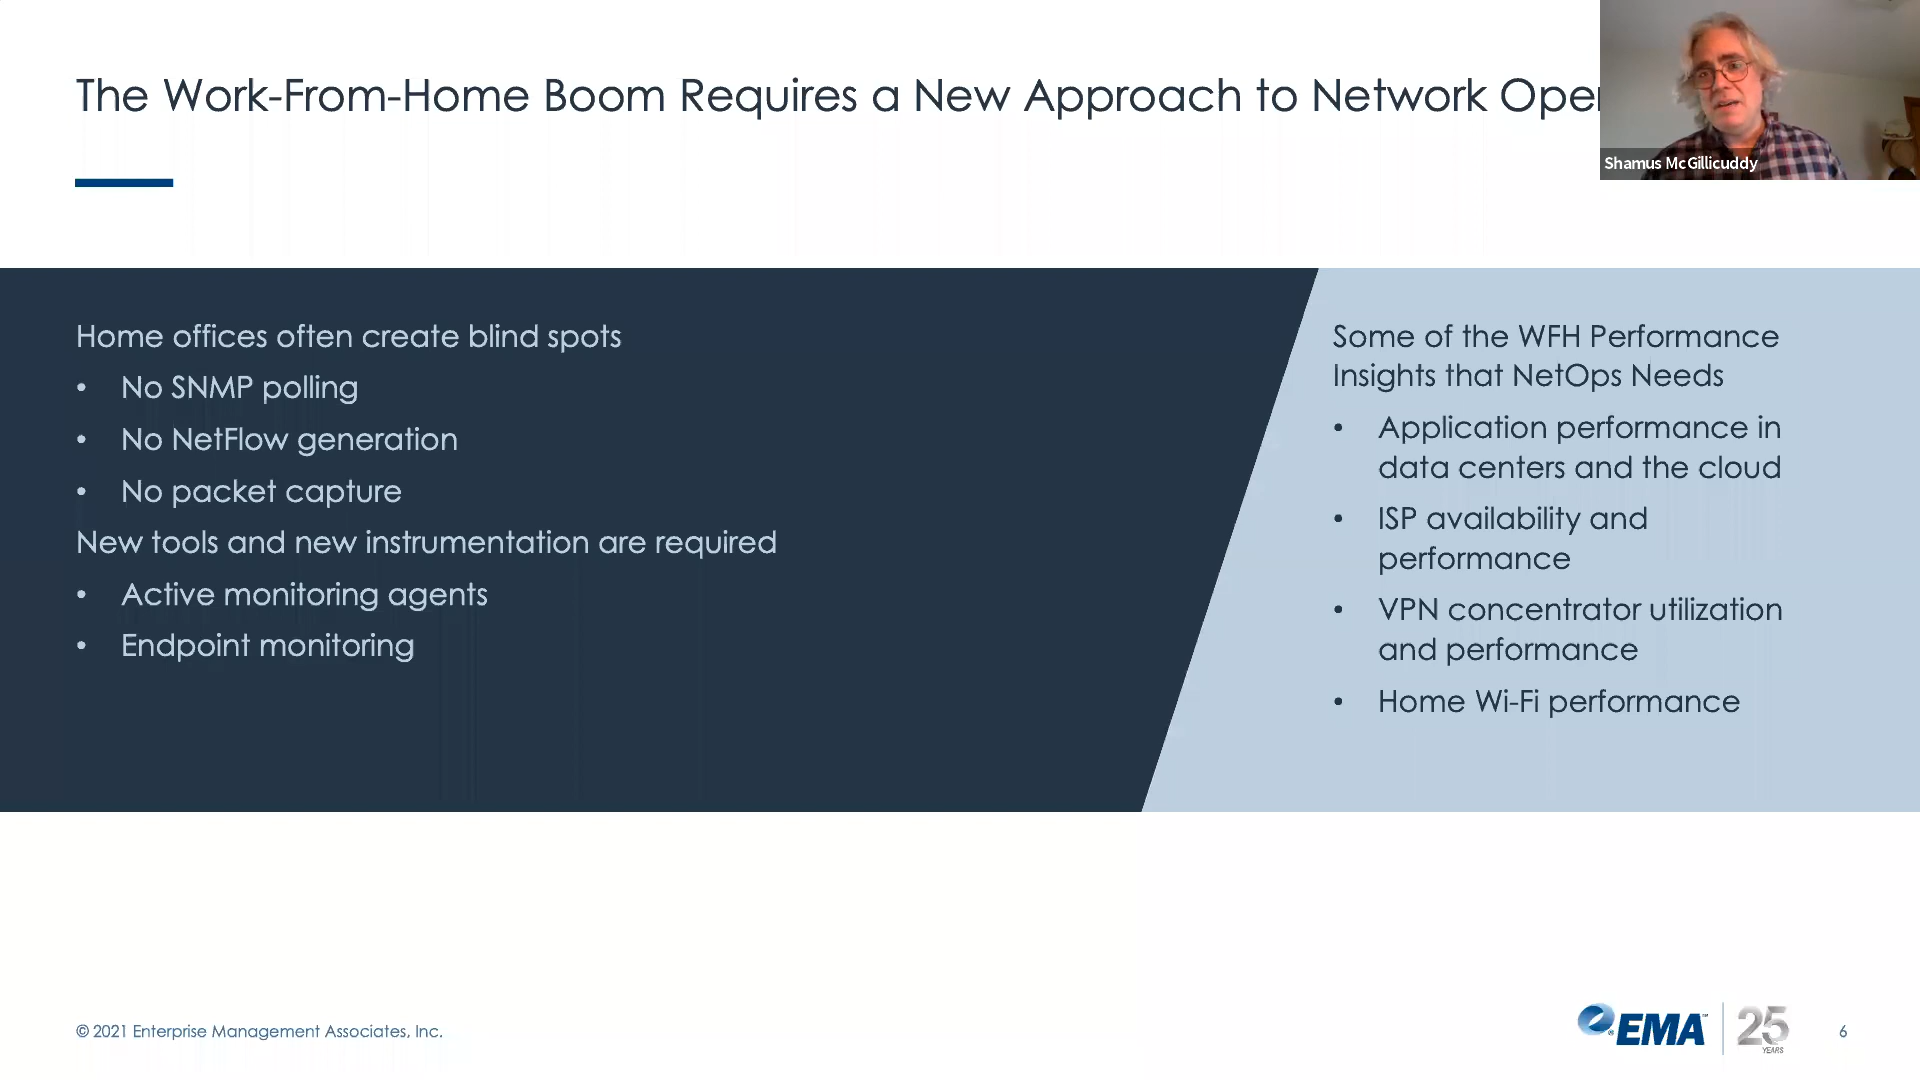 The Work-From-Home Boom Requires a New Approach to Network Oper
Shamus McGillicuddy
Home offices often create blind spots
• No SNMP polling
• No NetFlow generation
• No packet capture
New tools and new instrumentation are required
• Active monitoring agents
• Endpoint monitoring
Some of the WFH Performance
Insights that NetOps Needs
• Application performance in
data centers and the cloud
• ISP availability and
performance
• VPN concentrator utilization
and performance
• Home Wi-Fi performance
© 2021 Enterprise Management Associates, Inc.
EMA™
25
YEARS
6